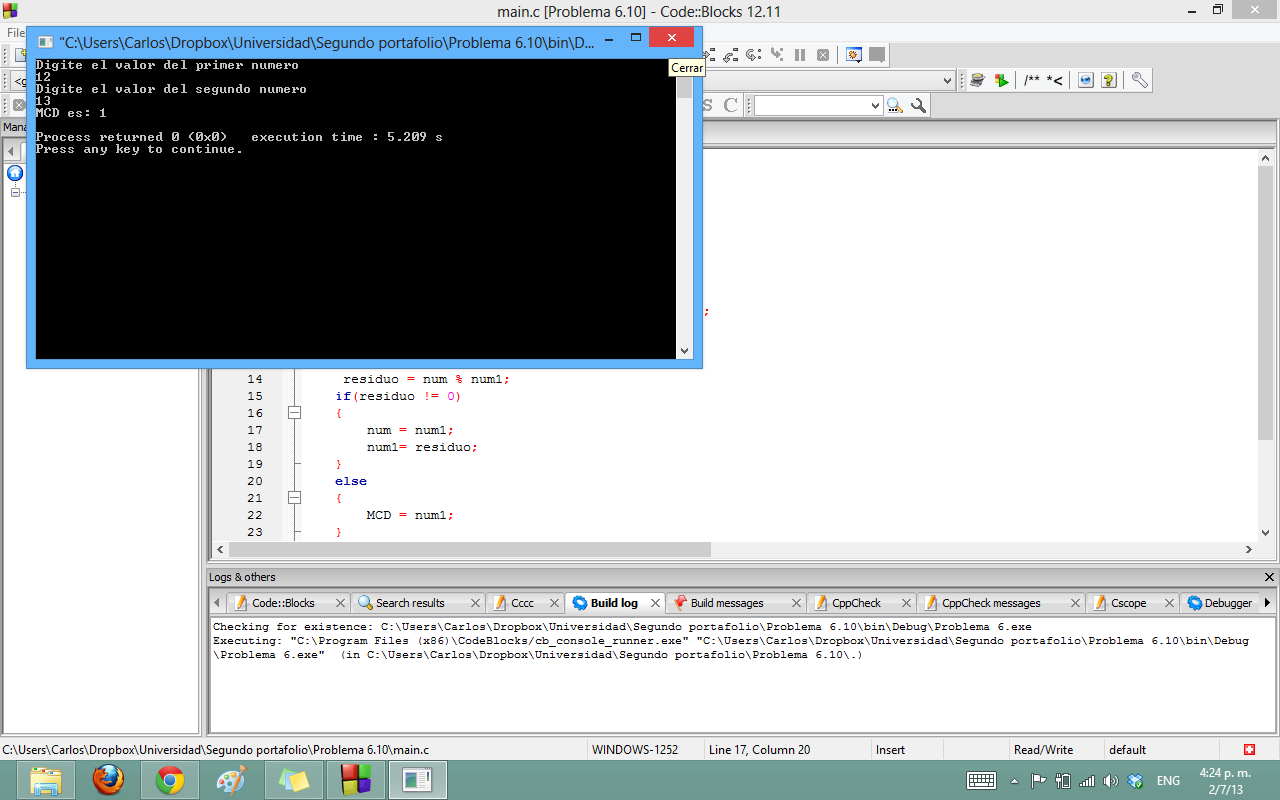 main.c [Problema 6.10] - Code::Blocks 12.11
File
"C:\Users\Carlos\Dropbox\Universidad\Segundo portafolio\Problema 6.10\bin\D...
Cerrar
Digite el valor del primer numero
12
Digite el valor del segundo numero
13
MCD es: 1
Process returned 0 (0x0)   execution time : 5.209 s
Press any key to continue.
/** *<
S C
;
14 residuo = num % num1;
15 if(residuo != 0)
16 {
17 num = num1;
18 num1= residuo;
19 }
20 else
21 {
22 MCD = num1;
23 }
Logs & others
Code::Blocks Search results Cccc Build log Build messages CppCheck CppCheck messages Cscope Debugger
Checking for existence: C:\Users\Carlos\Dropbox\Universidad\Segundo portafolio\Problema 6.10\bin\Debug\Problema 6.exe
Executing: "C:\Program Files (x86)\CodeBlocks/cb_console_runner.exe" "C:\Users\Carlos\Dropbox\Universidad\Segundo portafolio\Problema 6.10\bin\Debug
\Problema 6.exe"  (in C:\Users\Carlos\Dropbox\Universidad\Segundo portafolio\Problema 6.10\.)
C:\Users\Carlos\Dropbox\Universidad\Segundo portafolio\Problema 6.10\main.c WINDOWS-1252 Line 17, Column 20 Insert Read/Write default
ENG
4:24 p. m.
2/7/13